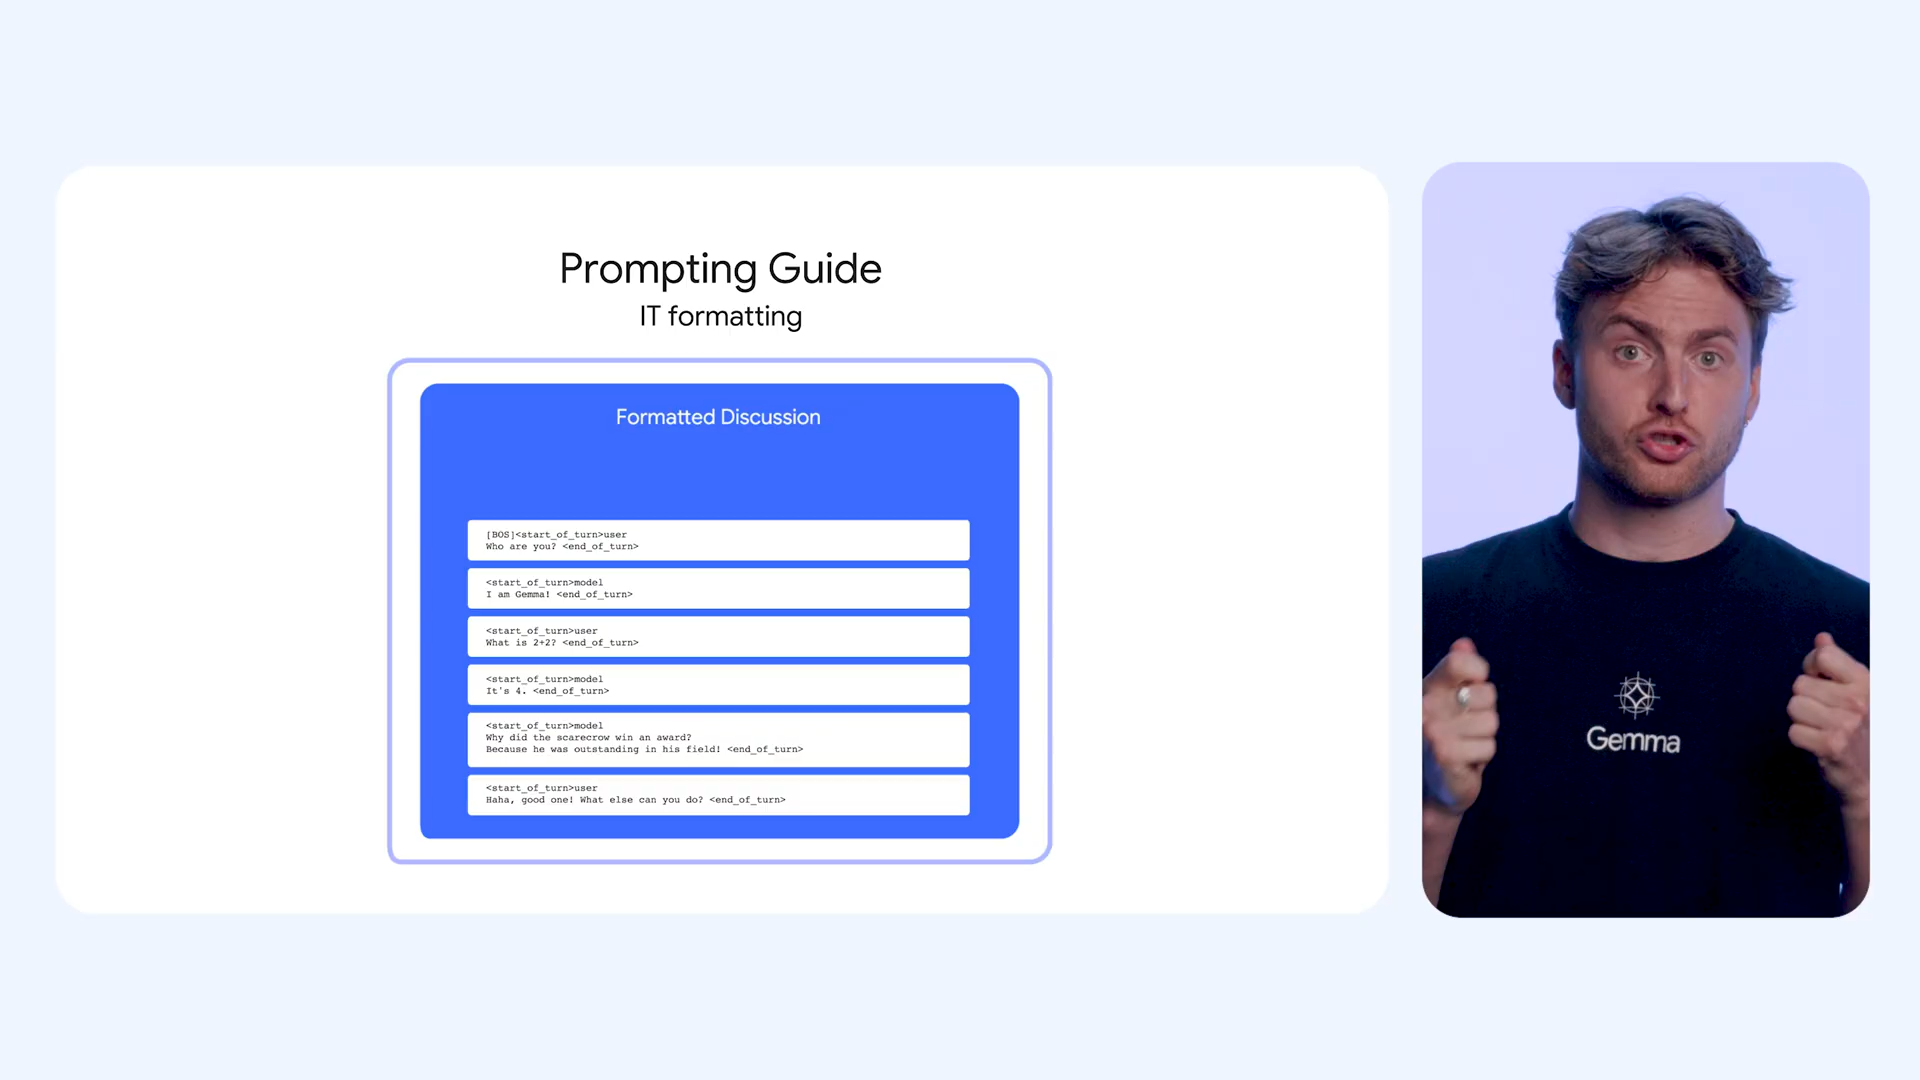 Prompting Guide
IT formatting
Formatted Discussion
[BOS]<start_of_turn>user
Who are you? <end_of_turn>
<start_of_turn>model
I am Gemma! <end_of_turn>
<start_of_turn>user
What is 2+2? <end_of_turn>
<start_of_turn>model
It's 4. <end_of_turn>
<start_of_turn>model
Why did the scarecrow win an award?
Because he was outstanding in his field! <end_of_turn>
<start_of_turn>user
Haha, good one! What else can you do? <end_of_turn>
Gemma